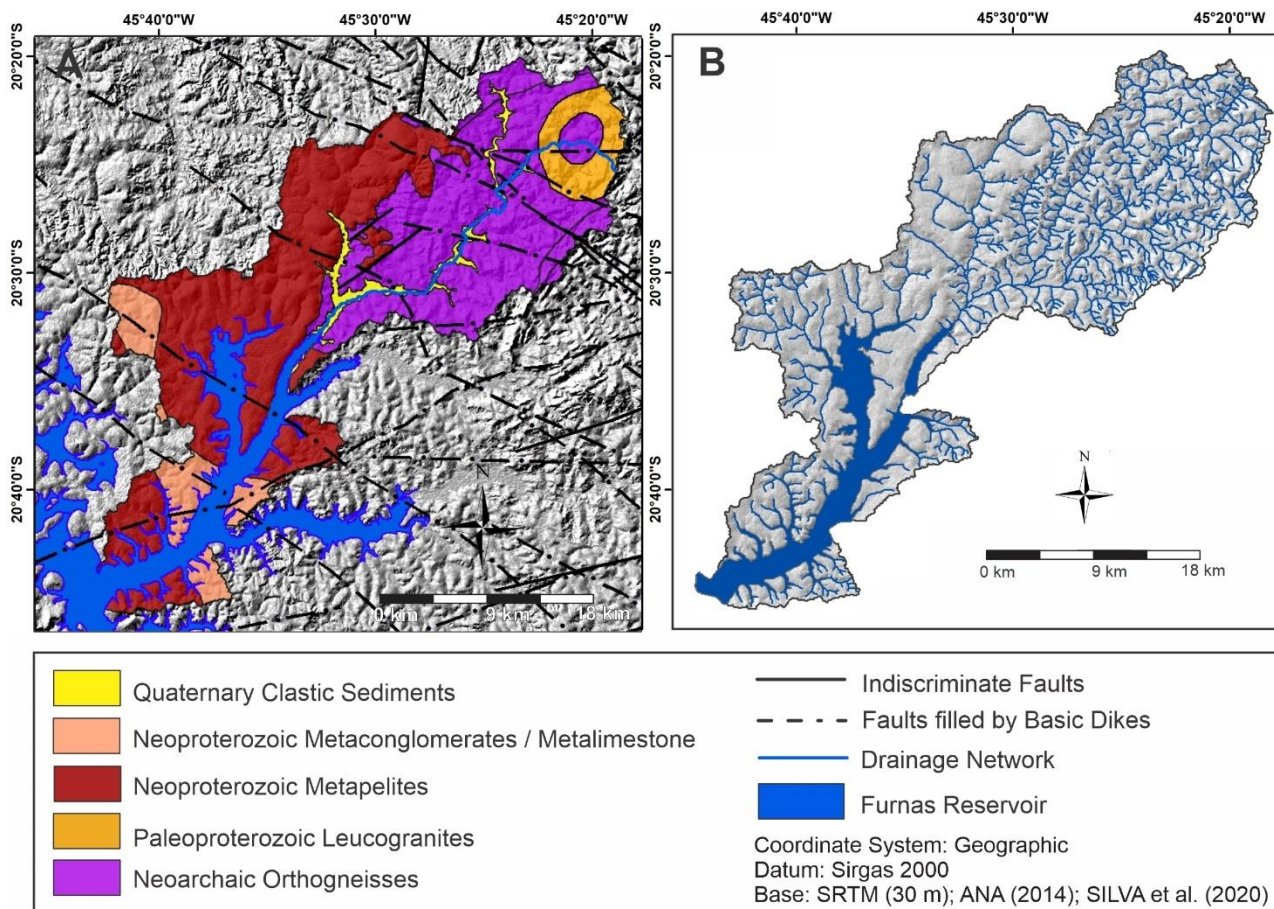 45°40'0"W 45°30'0"W 45°20'0"W
45°40'0"W 45°30'0"W 45°20'0"W
A
B
20°20'0"S
20°20'0"S
20°30'0"S
20°30'0"S
20°40'0"S
20°40'0"S
N
N
0 km 9 km 18 km
0 km 9 km 18 km
Quaternary Clastic Sediments
Neoproterozoic Metaconglomerates / Metalimestone
Neoproterozoic Metapelites
Paleoproterozoic Leucogranites
Neoarchaic Orthogneisses
Indiscriminate Faults
Faults filled by Basic Dikes
Drainage Network
Furnas Reservoir
Coordinate System: Geographic
Datum: Sirgas 2000
Base: SRTM (30 m); ANA (2014); SILVA et al. (2020)